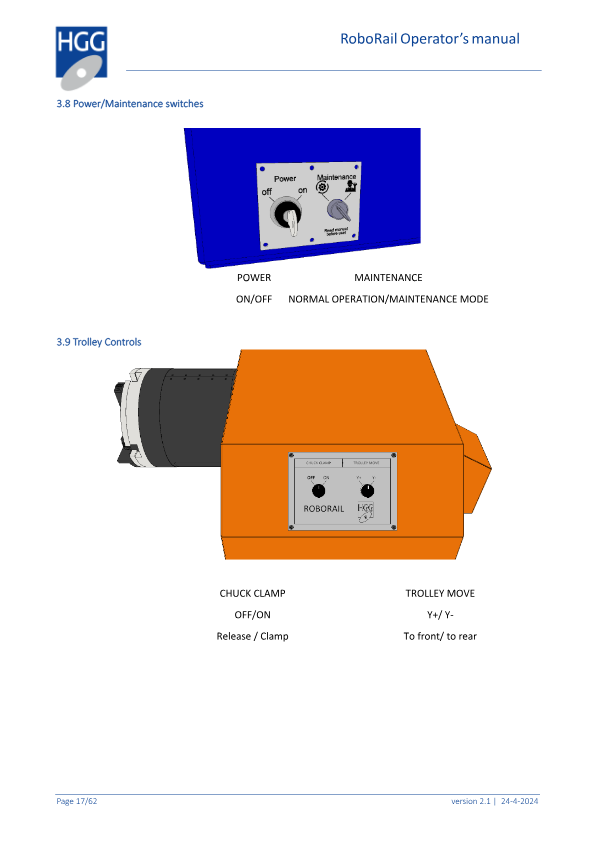 HGG
RoboRail Operator's manual
3.8 Power/Maintenance switches
Power
Maintenance
off
on
Read manual
before use!
POWER MAINTENANCE
ON/OFF NORMAL OPERATION/MAINTENANCE MODE
3.9 Trolley Controls
CHUCK CLAMP TROLLEY MOVE
OFF ON Y+ Y-
ROBORAIL HGG
CHUCK CLAMP TROLLEY MOVE
OFF/ON Y+/ Y-
Release / Clamp To front/ to rear
Page 17/62 version 2.1 | 24-4-2024